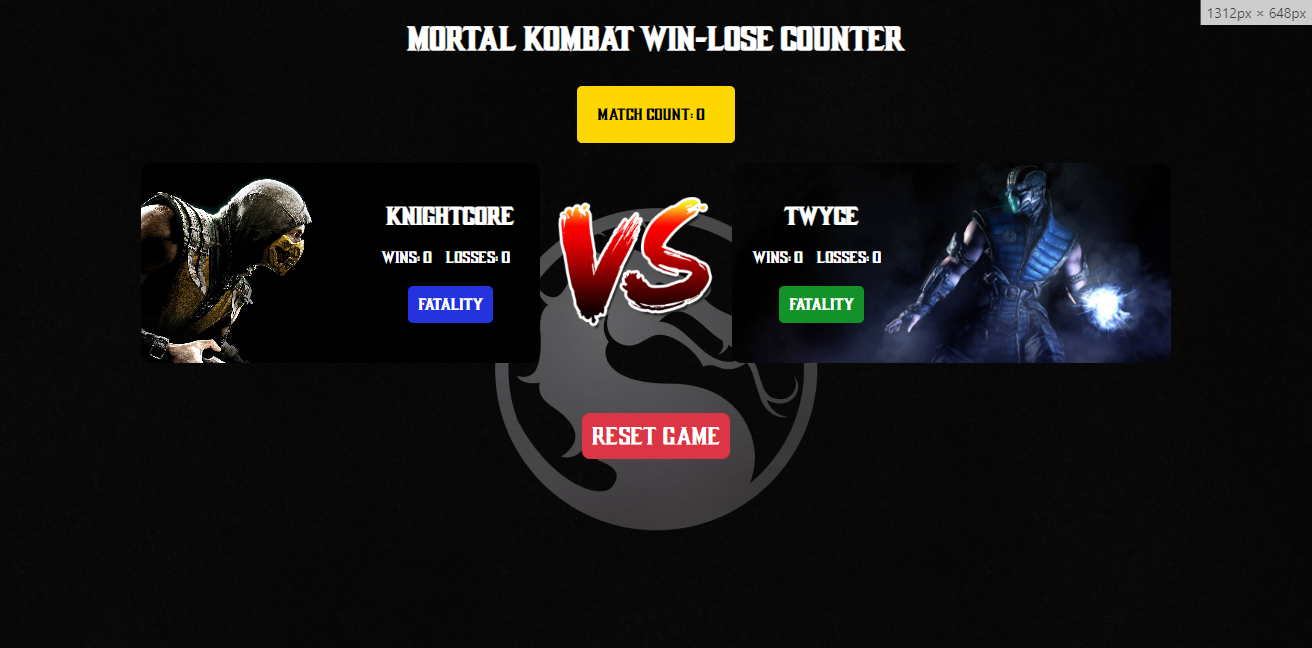 1312px × 648px
MORTAL KOMBAT WIN-LOSE COUNTER
MATCH COUNT: 0
KNIGHTCORE
WINS: 0 LOSSES: 0
FATALITY
VS
TWYCE
WINS: 0 LOSSES: 0
FATALITY
RESET GAME